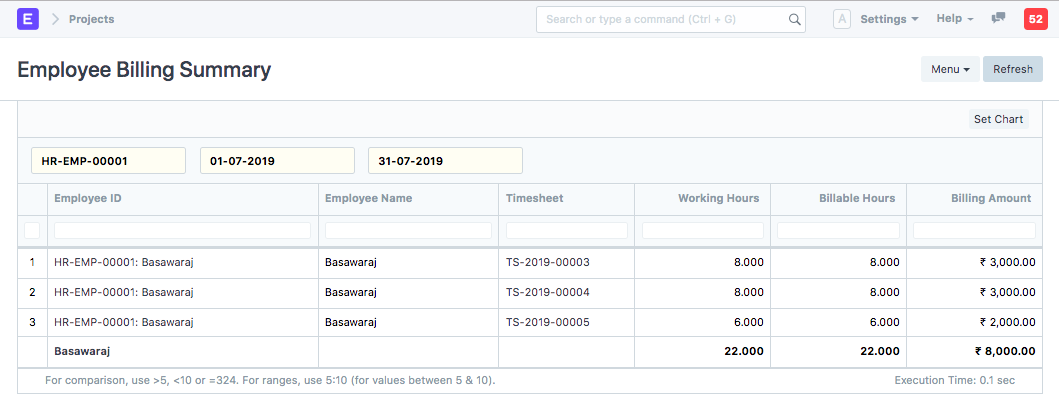 E Projects Search or type a command (Ctrl + G) A Settings Help 52
Employee Billing Summary Menu Refresh
Set Chart
HR-EMP-00001 01-07-2019 31-07-2019
Employee ID Employee Name Timesheet Working Hours Billable Hours Billing Amount
1 HR-EMP-00001: Basawaraj Basawaraj TS-2019-00003 8.000 8.000 ₹ 3,000.00
2 HR-EMP-00001: Basawaraj Basawaraj TS-2019-00004 8.000 8.000 ₹ 3,000.00
3 HR-EMP-00001: Basawaraj Basawaraj TS-2019-00005 6.000 6.000 ₹ 2,000.00
Basawaraj 22.000 22.000 ₹ 8,000.00
For comparison, use >5, <10 or =324. For ranges, use 5:10 (for values between 5 & 10). Execution Time: 0.1 sec